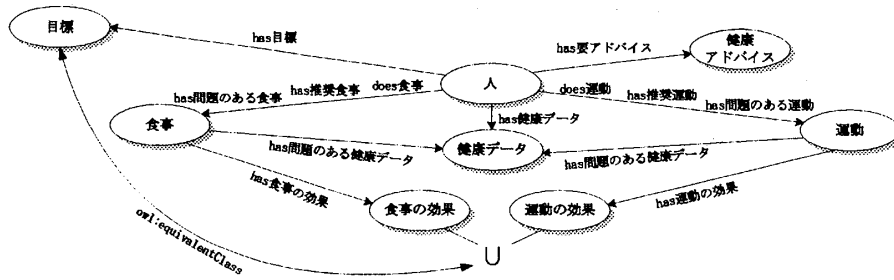 目標
has目標
has要アドバイス
健康
アドバイス
人
has問題のある食事
has推奨食事
does食事
does運動
has推奨運動
has問題のある運動
has健康データ
食事
健康データ
運動
has問題のある健康データ
has問題のある健康データ
has食事の効果
has運動の効果
食事の効果
運動の効果
owl:equivalentClass
∪